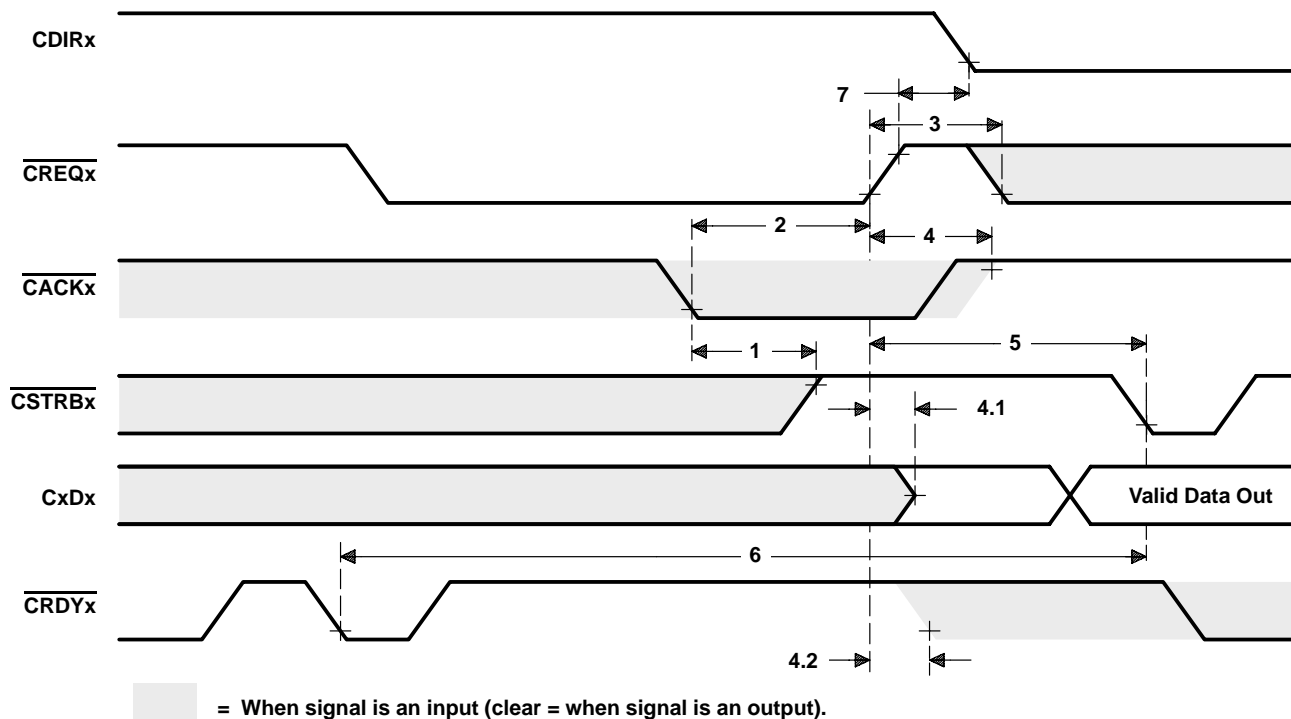 CDIRx
7
3
CREQx
2
4
CACKx
1
5
CSTRBx
4.1
CxDx
Valid Data Out
6
CRDYx
4.2
= When signal is an input (clear = when signal is an output).